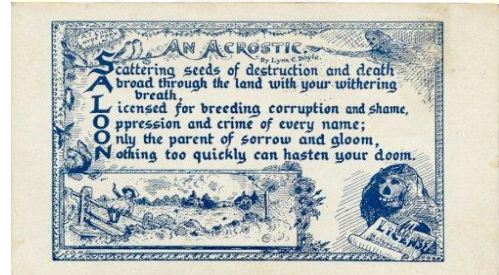 AN ACROSTIC.
By Lynn C. Doyle.
Scattering seeds of destruction and death
Abroad through the land with your withering
breath,
Licensed for breeding corruption and shame,
Oppression and crime of every name;
Only the parent of sorrow and gloom,
Nothing too quickly can hasten your doom.
LICENSE